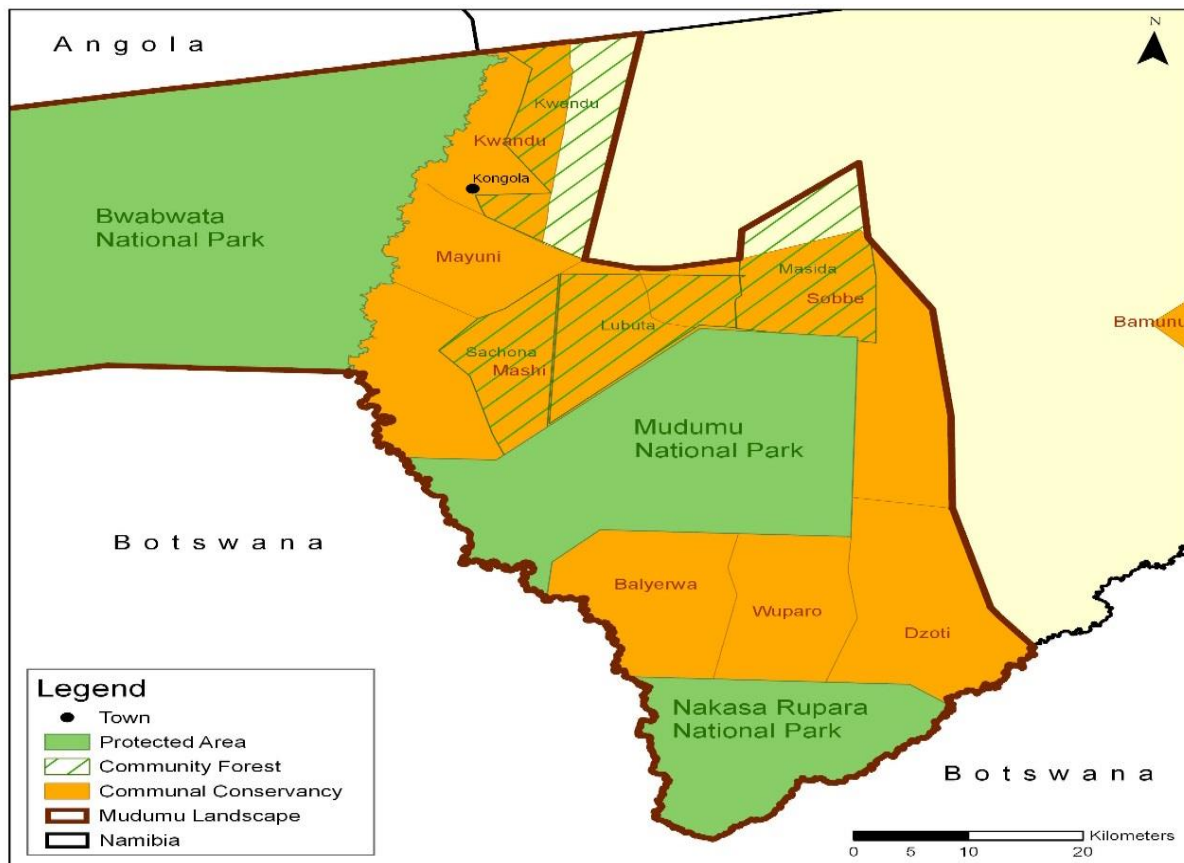 Angola
N
Kwandu
Kwandu
Kongola
Bwabwata
National Park
Mayuni
Masida
Sobbe
Bamunu
Lubuta
Sachona
Mashi
Mudumu
National Park
Botswana
Balyerwa
Wuparo
Dzoti
Nakasa Rupara
National Park
Botswana
Legend
Town
Protected Area
Community Forest
Communal Conservancy
Mudumu Landscape
Namibia
Kilometers
0 5 10 20